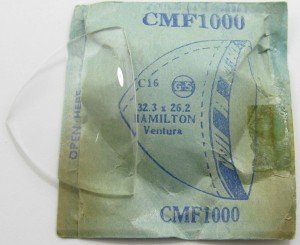 CMF1000
C16
GS
32.3 x 26.2
HAMILTON
Ventura
OPEN HERE
CMF1000